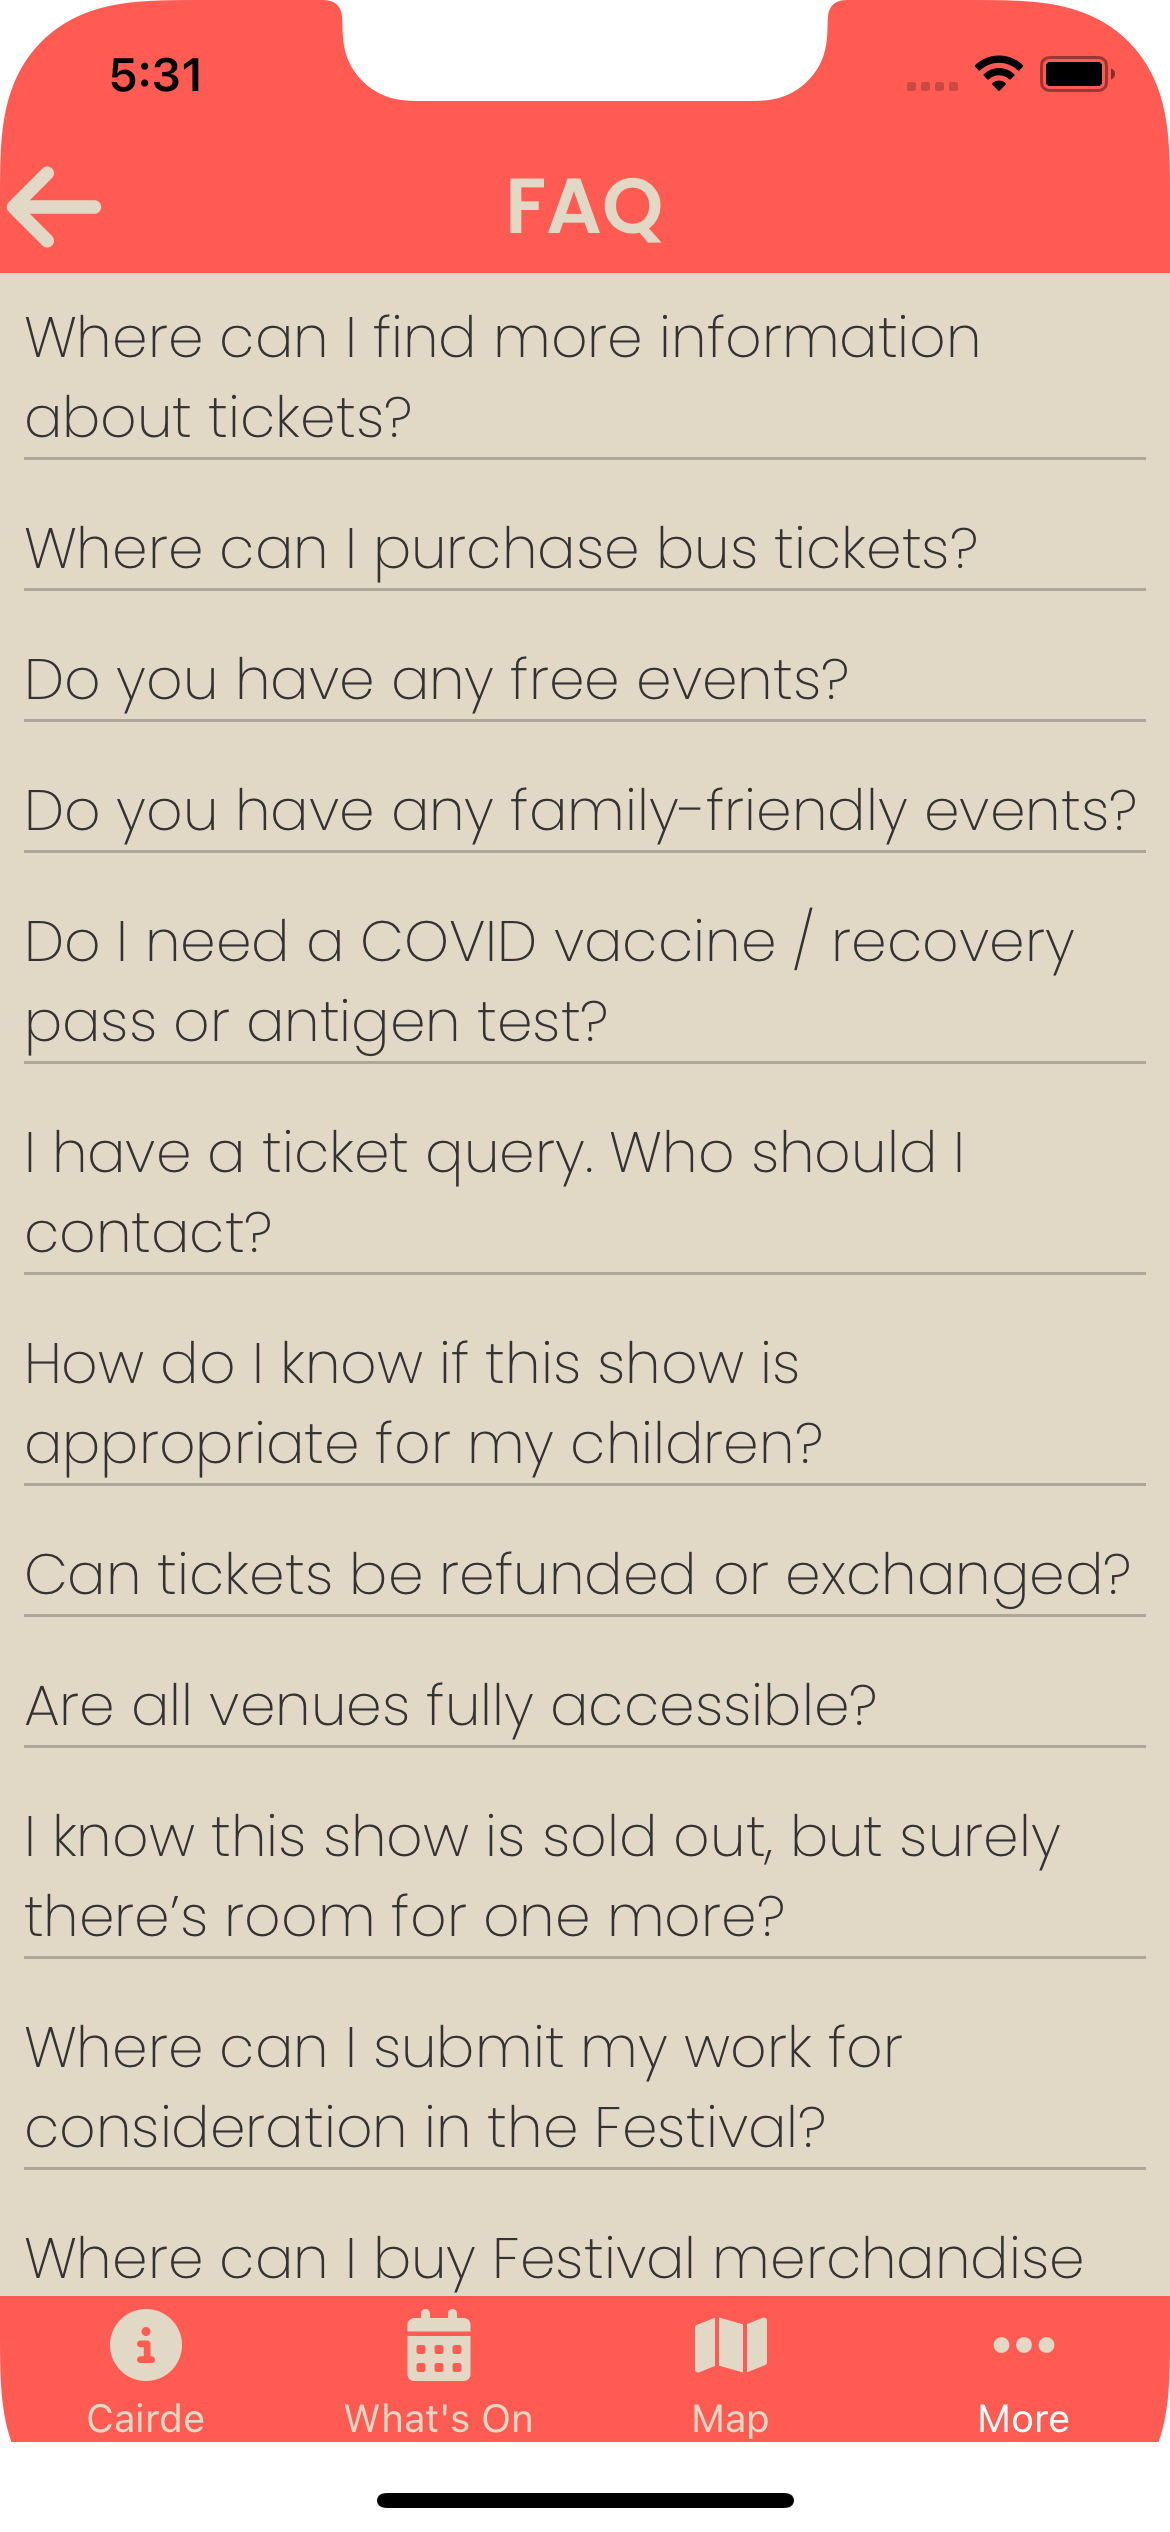 5:31
FAQ
Where can I find more information
about tickets?
Where can I purchase bus tickets?
Do you have any free events?
Do you have any family-friendly events?
Do I need a COVID vaccine / recovery
pass or antigen test?
I have a ticket query. Who should I
contact?
How do I know if this show is
appropriate for my children?
Can tickets be refunded or exchanged?
Are all venues fully accessible?
I know this show is sold out, but surely
there’s room for one more?
Where can I submit my work for
consideration in the Festival?
Where can I buy Festival merchandise
Cairde
What's On
Map
More